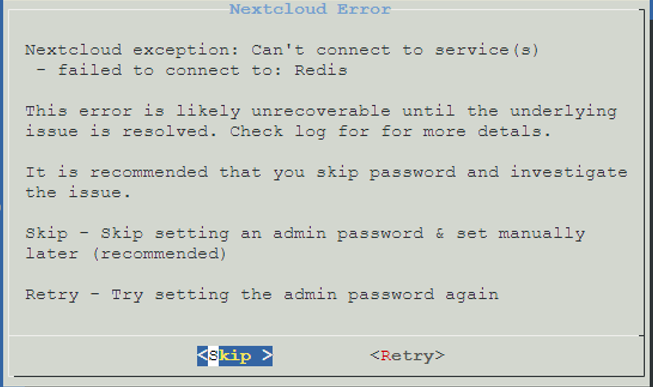 Nextcloud Error
Nextcloud exception: Can't connect to service(s)
- failed to connect to: Redis
This error is likely unrecoverable until the underlying
issue is resolved. Check log for for more detals.
It is recommended that you skip password and investigate
the issue.
Skip - Skip setting an admin password & set manually
later (recommended)
Retry - Try setting the admin password again
<Skip > <Retry>